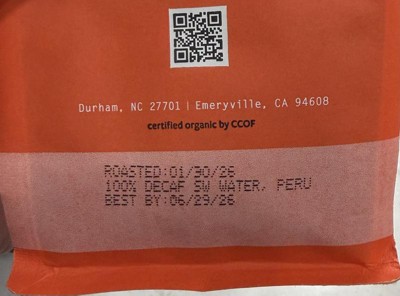 Durham, NC 27701 | Emeryville, CA 94608
certified organic by CCOF
ROASTED:01/30/26
100% DECAF SW WATER, PERU
BEST BY:06/29/26